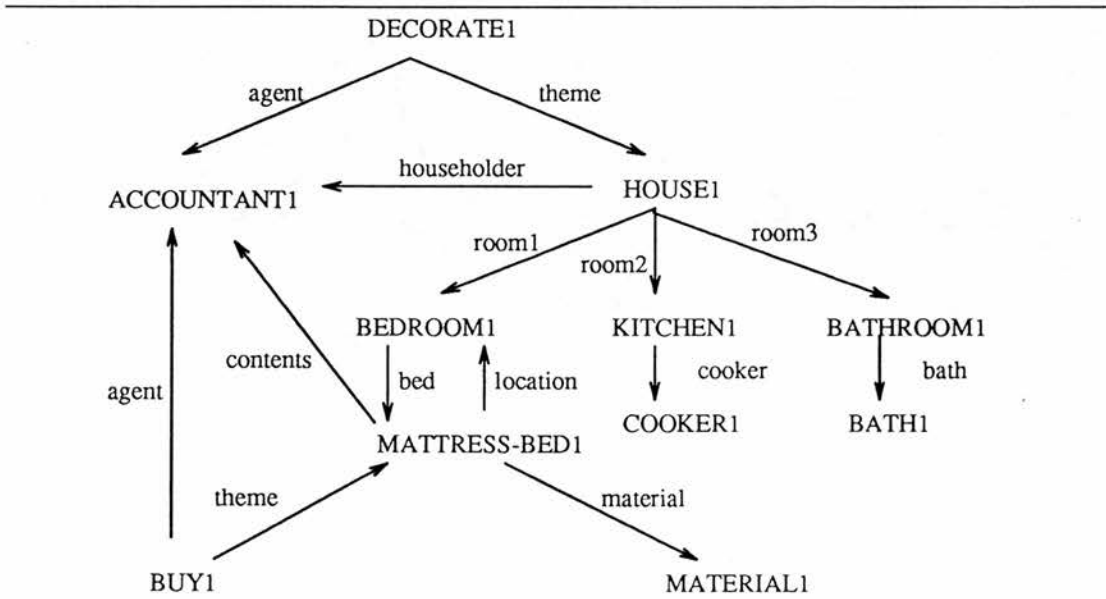 DECORATE1
agent theme
householder
ACCOUNTANT1 HOUSE1
room1 room2 room3
BEDROOM1 KITCHEN1 BATHROOM1
contents bed location cooker bath
agent
COOKER1 BATH1
MATTRESS-BED1
theme material
BUY1 MATERIAL1